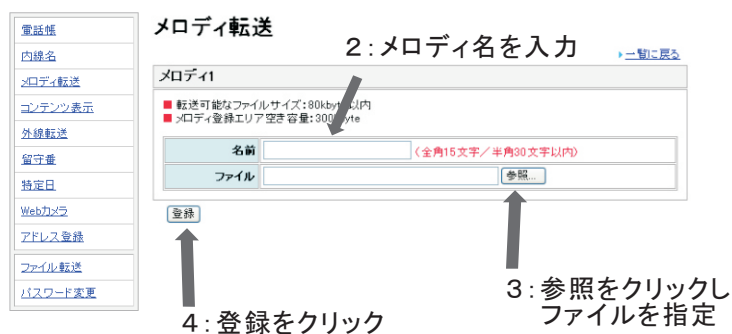 電話帳
内線名
メロディ転送
コンテンツ表示
外線転送
留守番
特定日
Webカメラ
アドレス登録
ファイル転送
パスワード変更
メロディ転送
2:メロディ名を入力
一覧に戻る
メロディ1
転送可能なファイルサイズ:80kbyte以内
メロディ登録エリア空き容量:300kbyte
名前
(全角15文字/半角30文字以内)
ファイル
参照...
登録
3:参照をクリックし
ファイルを指定
4:登録をクリック